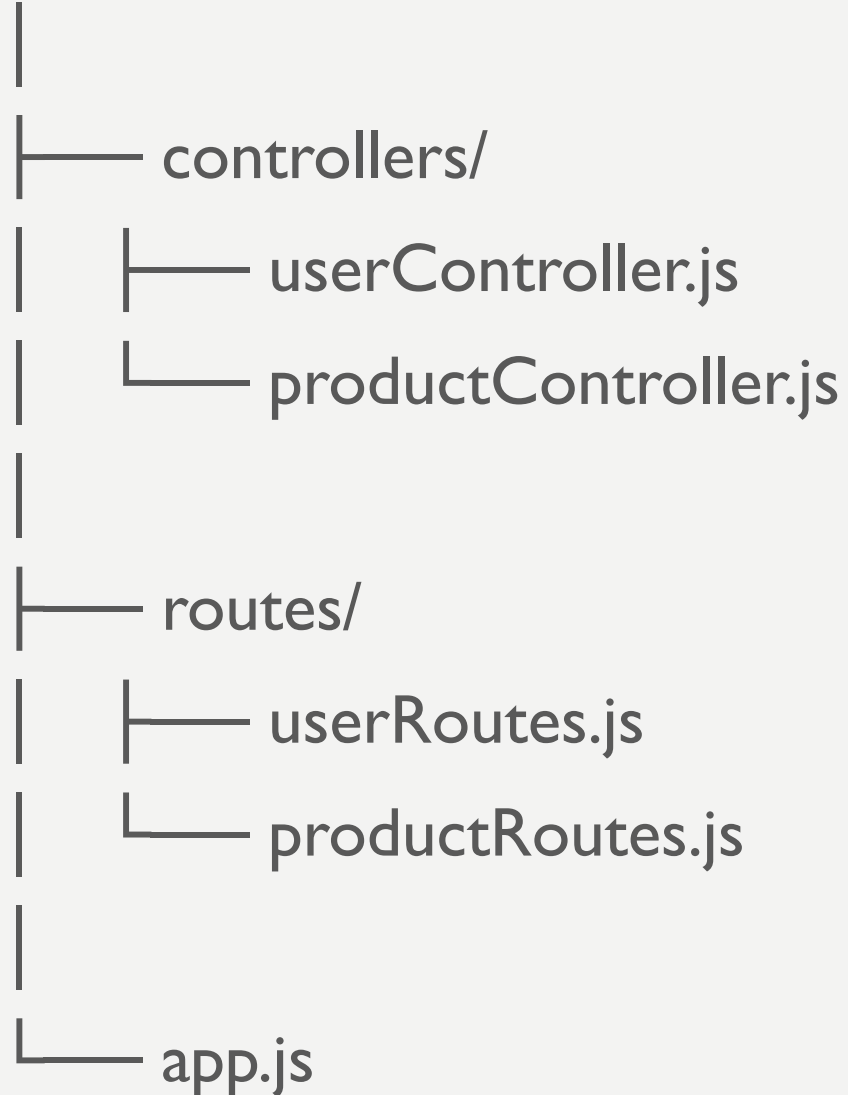 controllers/
userController.js
productController.js
routes/
userRoutes.js
productRoutes.js
app.js